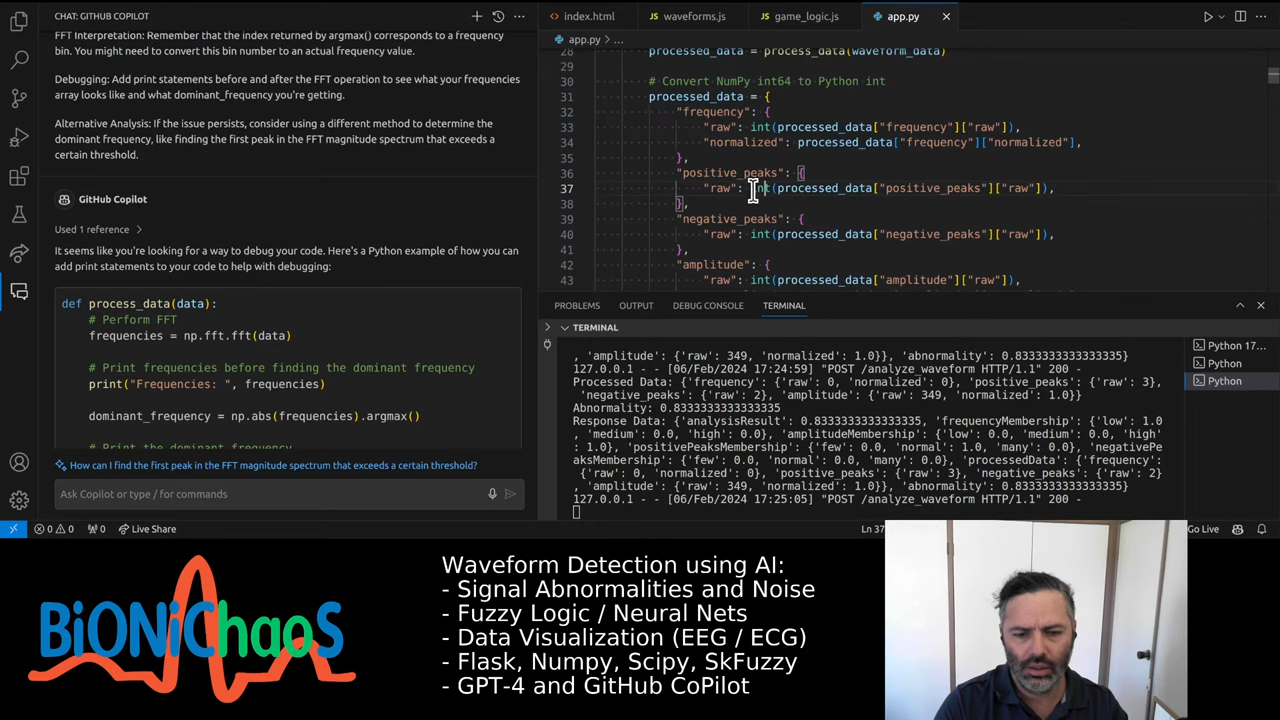 CHAT: GITHUB COPILOT
FFT Interpretation: Remember that the index returned by argmax() corresponds to a frequency
bin. You might need to convert this bin number to an actual frequency value.
Debugging: Add print statements before and after the FFT operation to see what your frequencies
array looks like and what dominant_frequency you're getting.
Alternative Analysis: If the issue persists, consider using a different method to determine the
dominant frequency, like finding the first peak in the FFT magnitude spectrum that exceeds a
certain threshold.
GitHub Copilot
Used 1 reference >
It seems like you're looking for a way to debug your code. Here's a Python example of how you
can add print statements to your code to help with debugging:
def process_data(data):
# Perform FFT
frequencies = np.fft.fft(data)
# Print frequencies before finding the dominant frequency
print("Frequencies: ", frequencies)
dominant_frequency = np.abs(frequencies).argmax()
# Print the dominant frequency
How can I find the first peak in the FFT magnitude spectrum that exceeds a certain threshold?
Ask Copilot or type / for commands
index.html
JS waveforms.js
JS game_logic.js
app.py
app.py > ...
28 processed_data = process_data(waveform_data)
29
30 # Convert NumPy int64 to Python int
31 processed_data = {
32 "frequency": {
33 "raw": int(processed_data["frequency"]["raw"]),
34 "normalized": processed_data["frequency"]["normalized"],
35 },
36 "positive_peaks": {
37 "raw": int(processed_data["positive_peaks"]["raw"]),
38 },
39 "negative_peaks": {
40 "raw": int(processed_data["negative_peaks"]["raw"]),
41 },
42 "amplitude": {
43 "raw": int(processed_data["amplitude"]["raw"]),
PROBLEMS OUTPUT DEBUG CONSOLE TERMINAL
TERMINAL
, 'amplitude': {'raw': 349, 'normalized': 1.0}}, 'abnormality': 0.8333333333333335}
127.0.0.1 - - [06/Feb/2024 17:24:59] "POST /analyze_waveform HTTP/1.1" 200 -
Processed Data: {'frequency': {'raw': 0, 'normalized': 0}, 'positive_peaks': {'raw': 3},
'negative_peaks': {'raw': 2}, 'amplitude': {'raw': 349, 'normalized': 1.0}}
Abnormality: 0.8333333333333335
Response Data: {'analysisResult': 0.8333333333333335, 'frequencyMembership': {'low': 1.0
, 'medium': 0.0, 'high': 0.0}, 'amplitudeMembership': {'low': 0.0, 'medium': 0.0, 'high'
: 1.0}, 'positivePeaksMembership': {'few': 0.0, 'normal': 1.0, 'many': 0.0}, 'negativePe
aksMembership': {'few': 0.0, 'normal': 0.0, 'many': 0.0}, 'processedData': {'frequency':
{'raw': 0, 'normalized': 0}, 'positive_peaks': {'raw': 3}, 'negative_peaks': {'raw': 2}
, 'amplitude': {'raw': 349, 'normalized': 1.0}}, 'abnormality': 0.8333333333333335}
127.0.0.1 - - [06/Feb/2024 17:25:05] "POST /analyze_waveform HTTP/1.1" 200 -
Python 17...
Python
Python
0 0 0 Live Share
Ln 37
Go Live
BiONiChaoS
Waveform Detection using AI:
- Signal Abnormalities and Noise
- Fuzzy Logic / Neural Nets
- Data Visualization (EEG / ECG)
- Flask, Numpy, Scipy, SkFuzzy
- GPT-4 and GitHub CoPilot